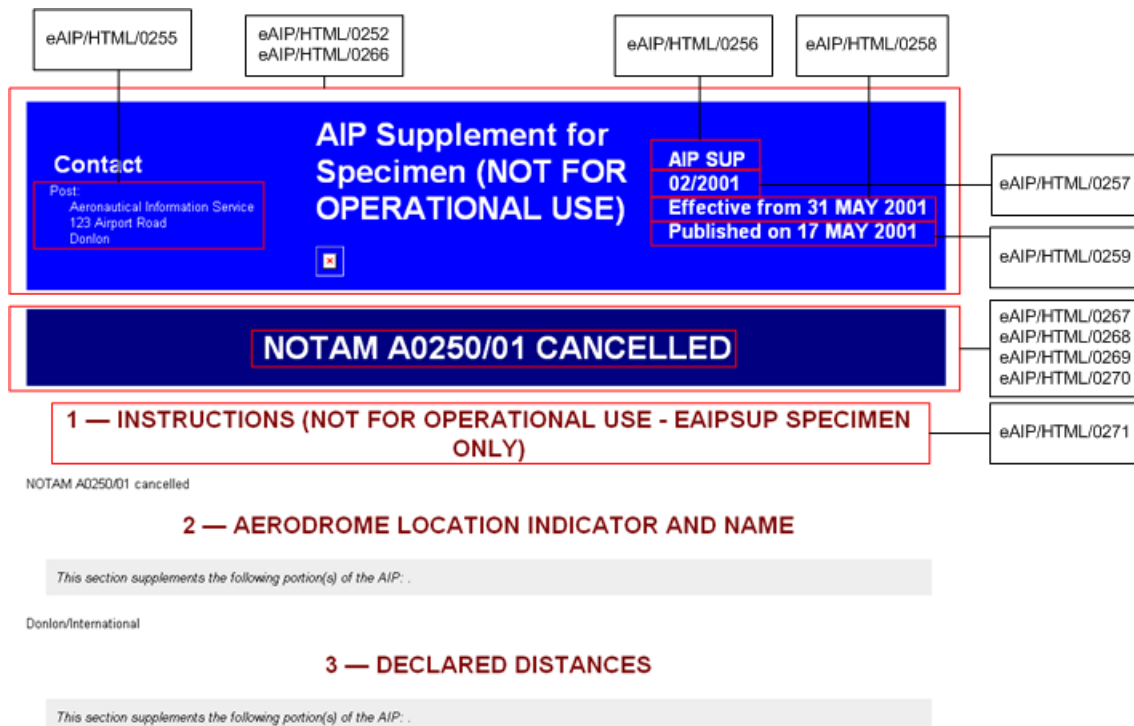 eAIP/HTML/0255
eAIP/HTML/0252
eAIP/HTML/0266
eAIP/HTML/0256
eAIP/HTML/0258
Contact
Post:
Aeronautical Information Service
123 Airport Road
Donlon
AIP Supplement for
Specimen (NOT FOR
OPERATIONAL USE)
AIP SUP
02/2001
Effective from 31 MAY 2001
Published on 17 MAY 2001
eAIP/HTML/0257
eAIP/HTML/0259
NOTAM A0250/01 CANCELLED
eAIP/HTML/0267
eAIP/HTML/0268
eAIP/HTML/0269
eAIP/HTML/0270
1 — INSTRUCTIONS (NOT FOR OPERATIONAL USE - EAIPSUP SPECIMEN
ONLY)
eAIP/HTML/0271
NOTAM A0250/01 cancelled
2 — AERODROME LOCATION INDICATOR AND NAME
This section supplements the following portion(s) of the AIP: .
Donlon/International
3 — DECLARED DISTANCES
This section supplements the following portion(s) of the AIP: .